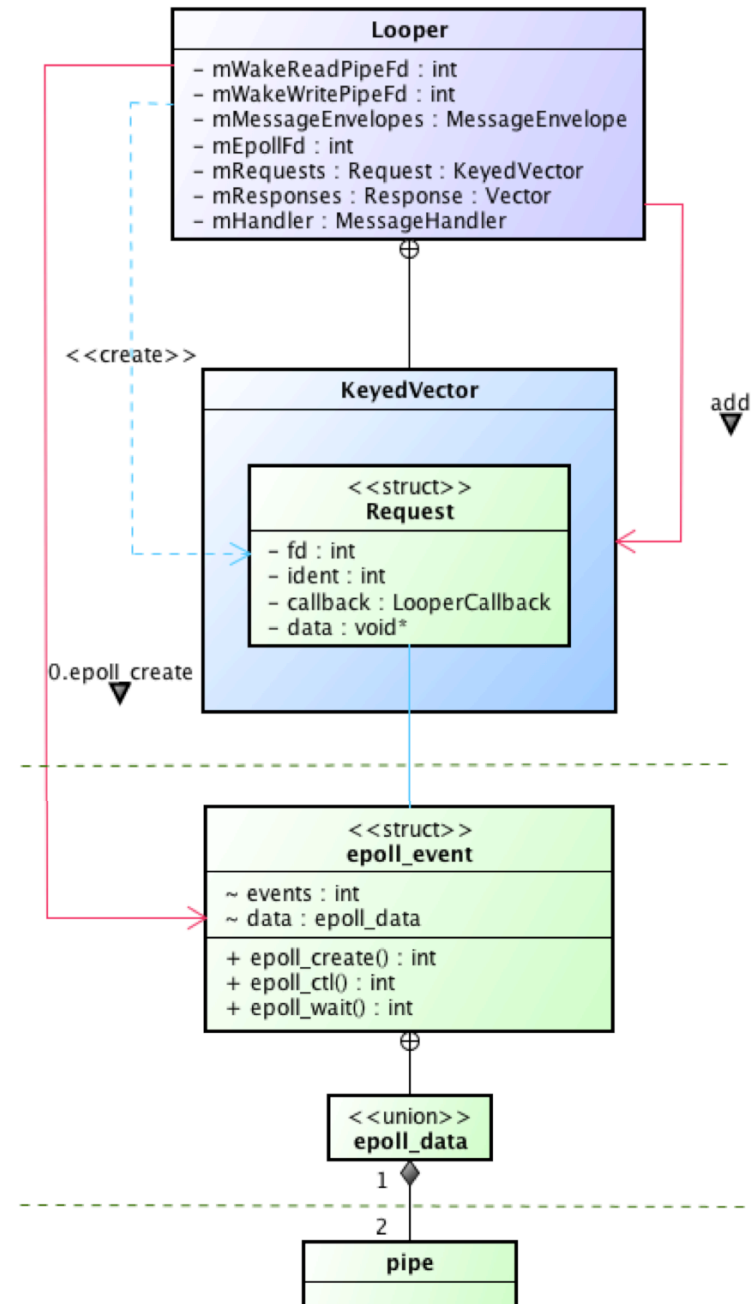 Looper
- mWakeReadPipeFd : int
- mWakeWritePipeFd : int
- mMessageEnvelopes : MessageEnvelope
- mEpollFd : int
- mRequests : Request : KeyedVector
- mResponses : Response : Vector
- mHandler : MessageHandler
<<create>>
KeyedVector
add
<<struct>>
Request
- fd : int
- ident : int
- callback : LooperCallback
- data : void*
0.epoll_create
<<struct>>
epoll_event
~ events : int
~ data : epoll_data
+ epoll_create() : int
+ epoll_ctl() : int
+ epoll_wait() : int
<<union>>
epoll_data
1
2
pipe